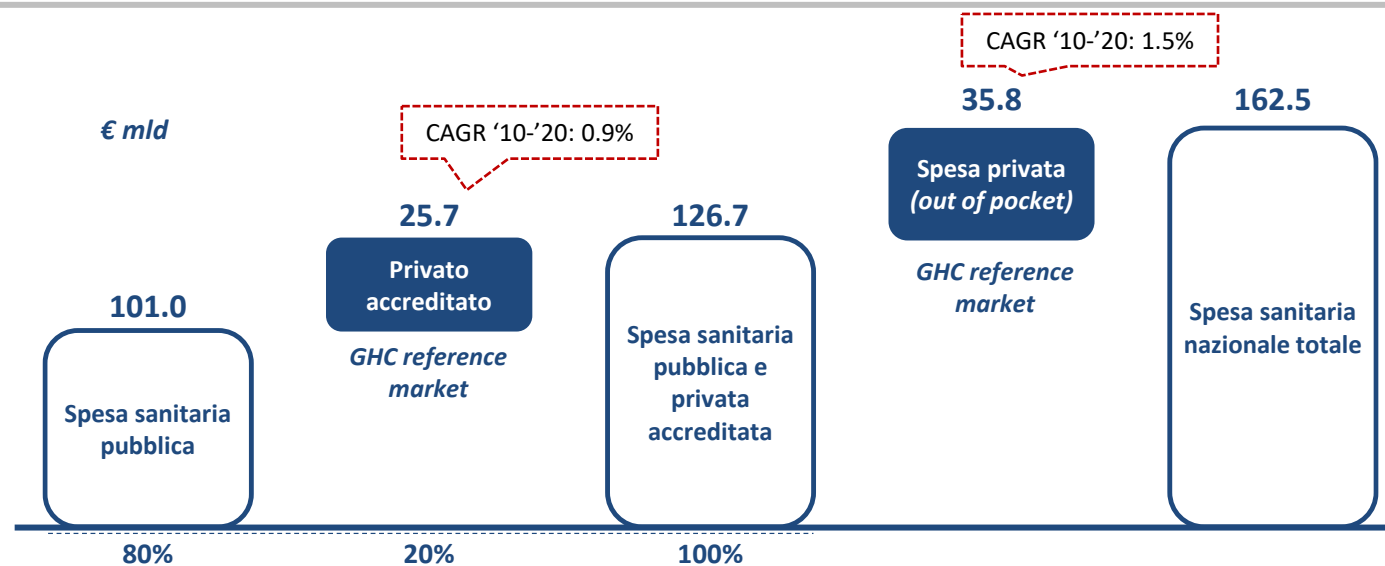 CAGR ‘10-’20: 1.5%
35.8
162.5
€ mld
CAGR ‘10-’20: 0.9%
Spesa privata
(out of pocket)
25.7
126.7
Privato
accreditato
GHC reference
market
101.0
GHC reference
market
Spesa sanitaria
pubblica e
privata
accreditata
Spesa sanitaria
nazionale totale
Spesa sanitaria
pubblica
80%
20%
100%